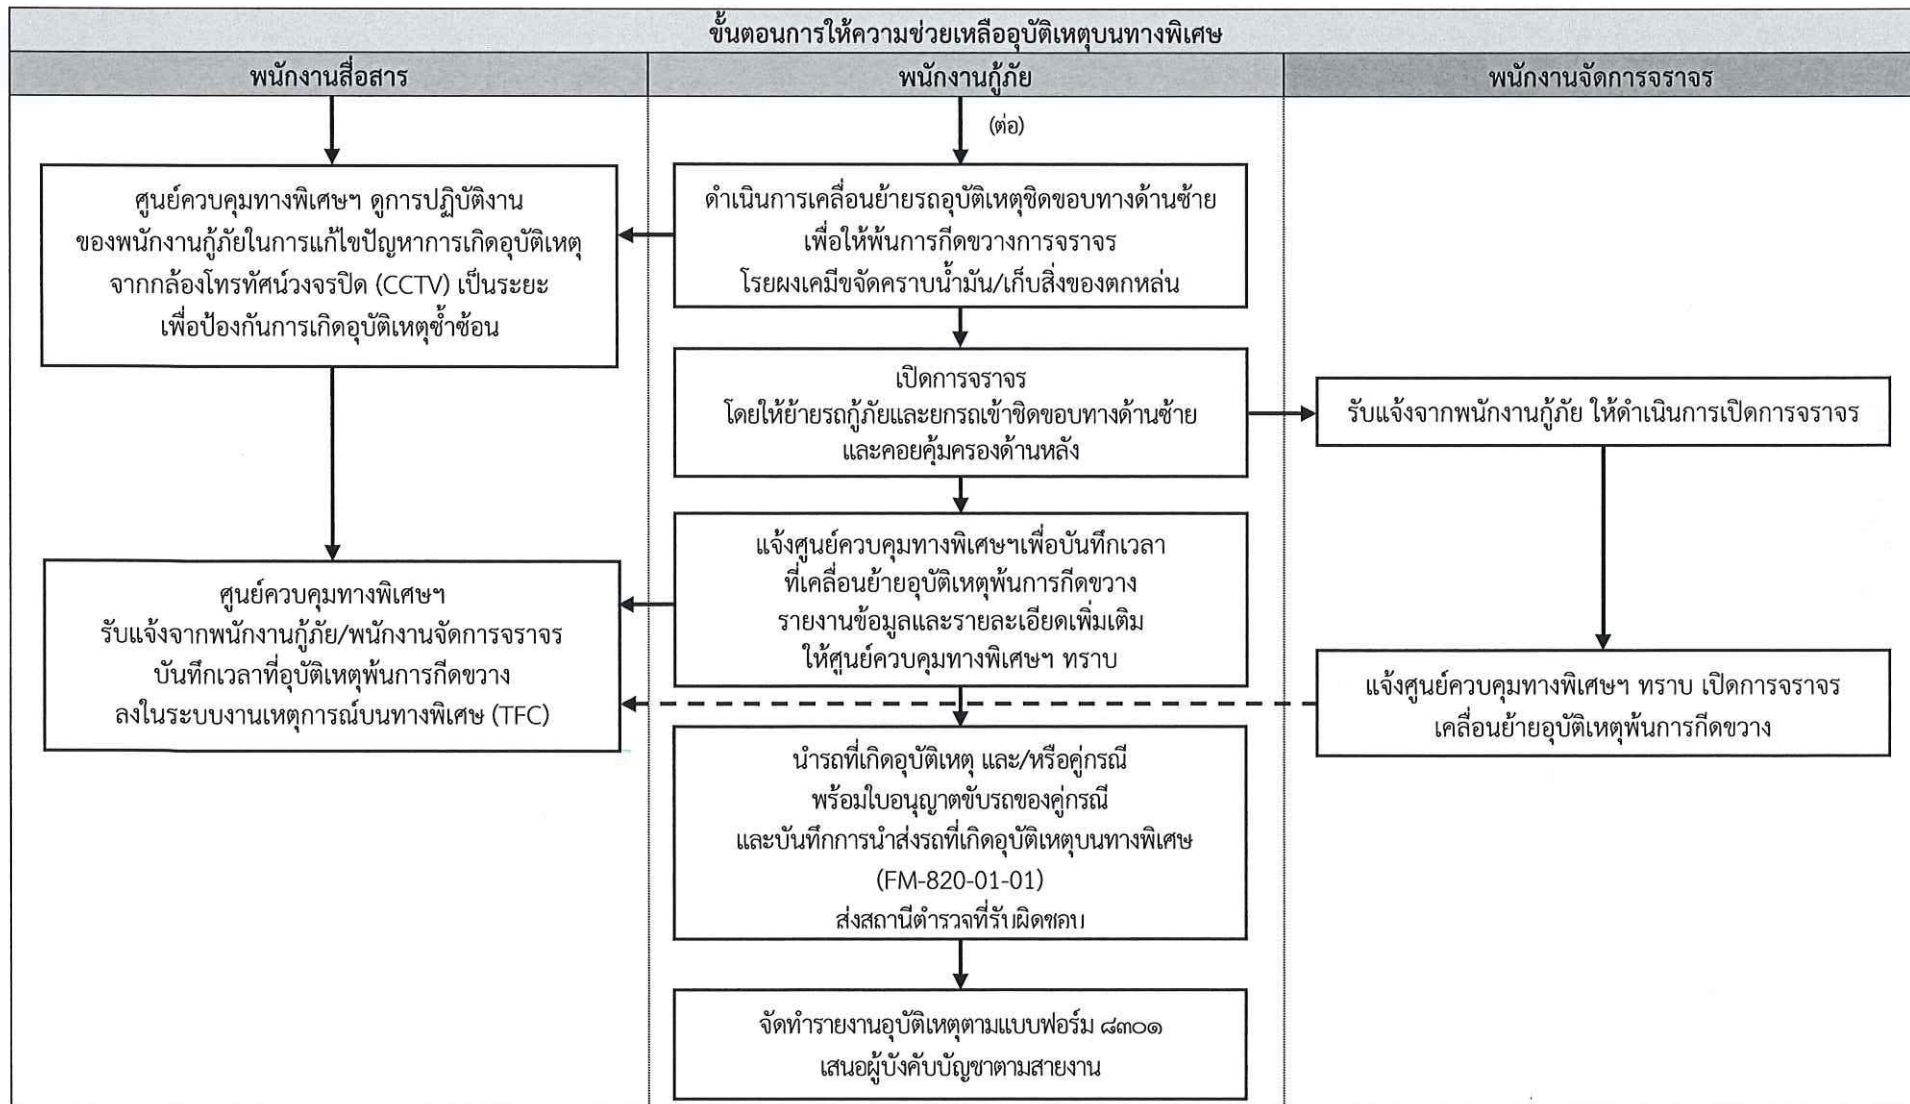 ขั้นตอนการให้ความช่วยเหลืออุบัติเหตุบนทางพิเศษ
พนักงานสื่อสาร
พนักงานกู้ภัย
พนักงานจัดการจราจร
(ต่อ)
ศูนย์ควบคุมทางพิเศษฯ ดูการปฏิบัติงาน
ของพนักงานกู้ภัยในการแก้ไขปัญหาการเกิดอุบัติเหตุ
จากกล้องโทรทัศน์วงจรปิด (CCTV) เป็นระยะ
เพื่อป้องกันการเกิดอุบัติเหตุซ้ำซ้อน
ดำเนินการเคลื่อนย้ายรถอุบัติเหตุชิดขอบทางด้านซ้าย
เพื่อให้พ้นการกีดขวางการจราจร
โรยผงเคมีขจัดคราบน้ำมัน/เก็บสิ่งของตกหล่น
เปิดการจราจร
โดยให้ย้ายรถกู้ภัยและยกรถเข้าชิดขอบทางด้านซ้าย
และคอยคุ้มครองด้านหลัง
รับแจ้งจากพนักงานกู้ภัย ให้ดำเนินการเปิดการจราจร
แจ้งศูนย์ควบคุมทางพิเศษฯเพื่อบันทึกเวลา
ที่เคลื่อนย้ายอุบัติเหตุพ้นการกีดขวาง
รายงานข้อมูลและรายละเอียดเพิ่มเติม
ให้ศูนย์ควบคุมทางพิเศษฯ ทราบ
ศูนย์ควบคุมทางพิเศษฯ
รับแจ้งจากพนักงานกู้ภัย/พนักงานจัดการจราจร
บันทึกเวลาที่อุบัติเหตุพ้นการกีดขวาง
ลงในระบบงานเหตุการณ์บนทางพิเศษ (TFC)
แจ้งศูนย์ควบคุมทางพิเศษฯ ทราบ เปิดการจราจร
เคลื่อนย้ายอุบัติเหตุพ้นการกีดขวาง
นำรถที่เกิดอุบัติเหตุ และ/หรือคู่กรณี
พร้อมใบอนุญาตขับรถของคู่กรณี
และบันทึกการนำส่งรถที่เกิดอุบัติเหตุบนทางพิเศษ
(FM-820-01-01)
ส่งสถานีตำรวจที่รับผิดชอบ
จัดทำรายงานอุบัติเหตุตามแบบฟอร์ม ๘๓๐๑
เสนอผู้บังคับบัญชาตามสายงาน